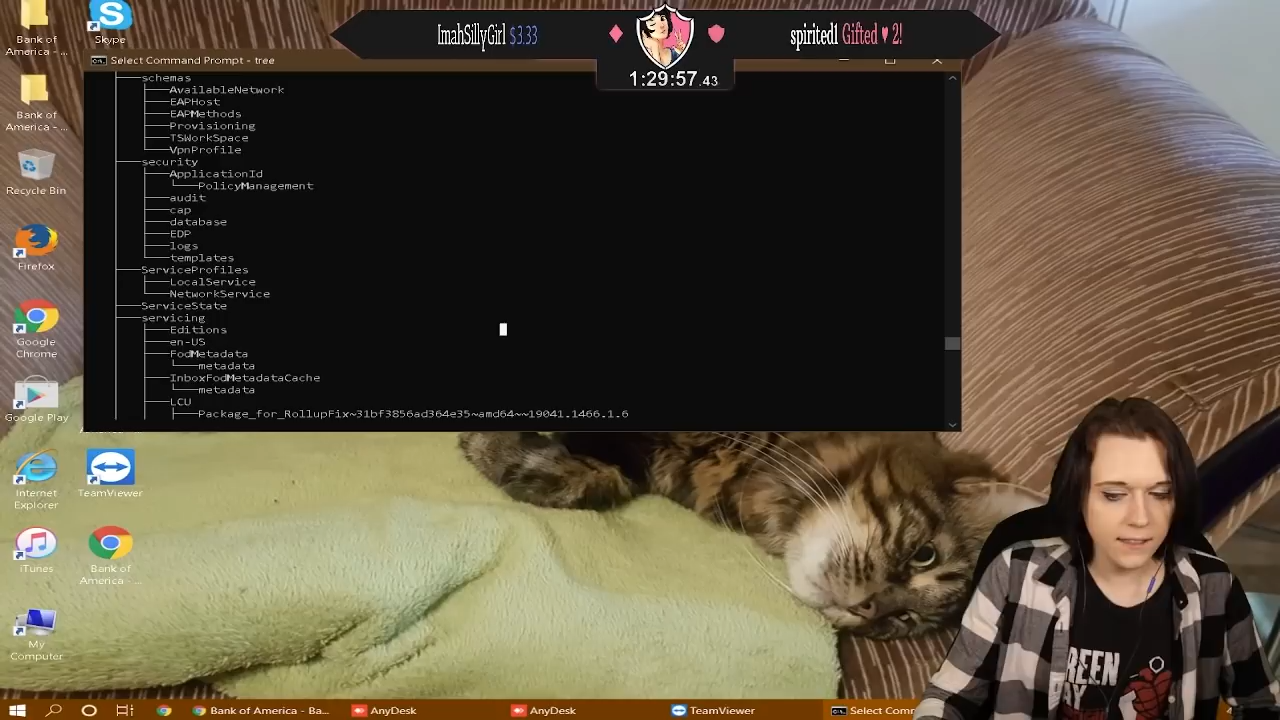 ImahSillyGirl $3.33
spirited1 Gifted ♥ 2!
1:29:57.43
Bank of
America - ...
Skype
Bank of
America - ...
Recycle Bin
Firefox
Google
Chrome
Google Play
Internet
Explorer
TeamViewer
iTunes
Bank of
America - ...
My
Computer
Select Command Prompt - tree
schemas
AvailableNetwork
EAPHost
EAPMethods
Provisioning
TSWorkSpace
VpnProfile
security
ApplicationId
PolicyManagement
audit
cap
database
EDP
logs
templates
ServiceProfiles
LocalService
NetworkService
ServiceState
servicing
Editions
en-US
FodMetadata
metadata
InboxFodMetadataCache
metadata
LCU
Package_for_RollupFix~31bf3856ad364e35~amd64~~19041.1466.1.6
Bank of America - Ba...
AnyDesk
AnyDesk
TeamViewer
Select Com